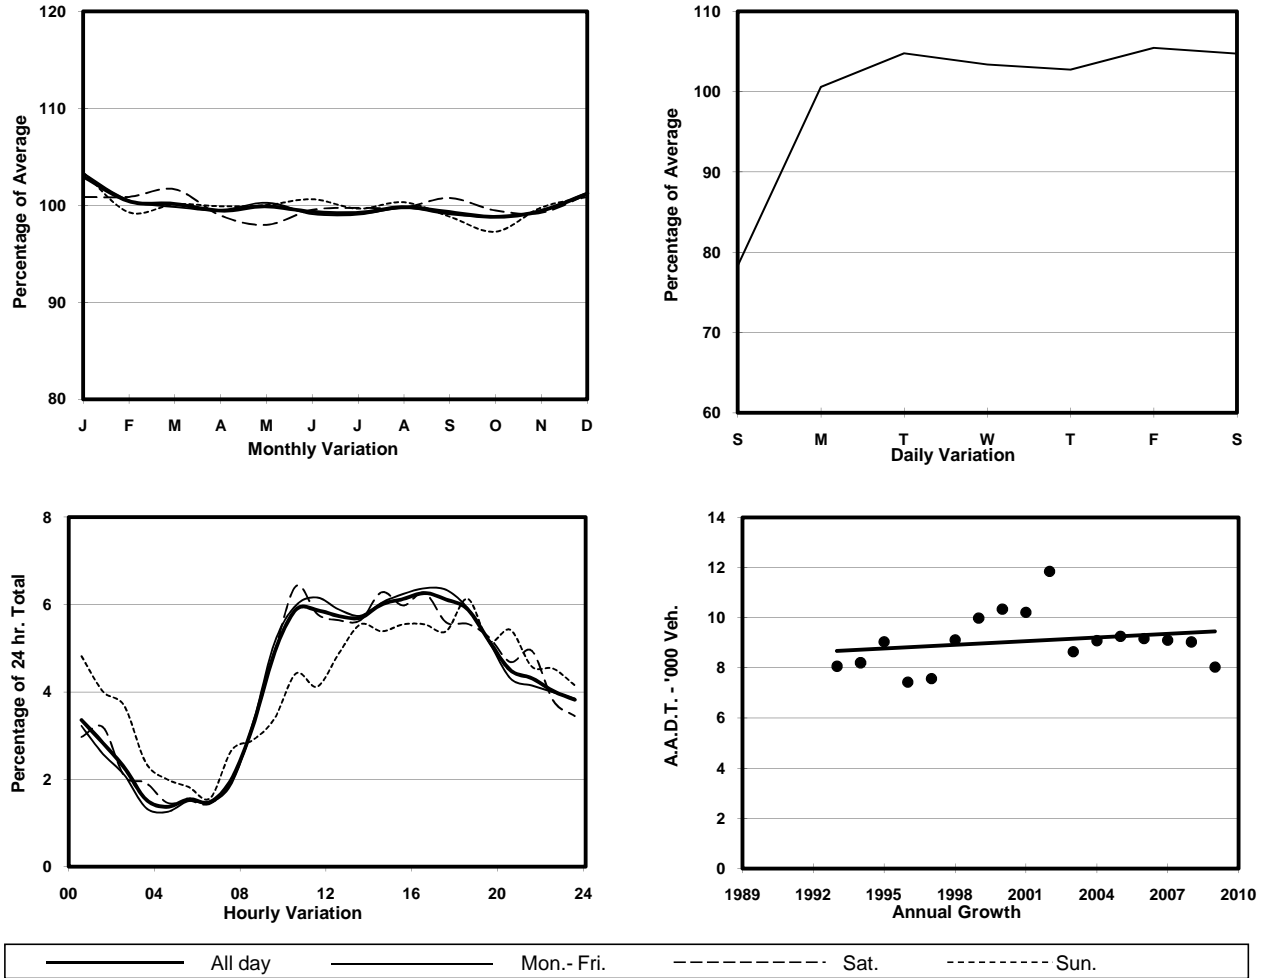 120
110
100
90
80
Percentage of Average
J F M A M J J A S O N D
Monthly Variation
110
100
90
80
70
60
Percentage of Average
S M T W T F S
Daily Variation
8
6
4
2
0
Percentage of 24 hr. Total
00 04 08 12 16 20 24
Hourly Variation
14
12
10
8
6
4
2
0
A.A.D.T. - '000 Veh.
1989 1992 1995 1998 2001 2004 2007 2010
Annual Growth
All day Mon.- Fri. Sat. Sun.